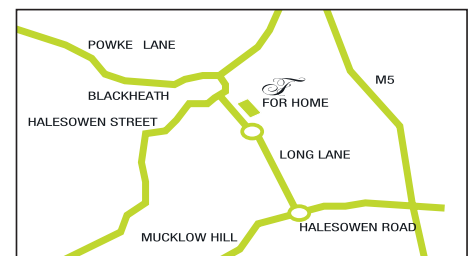 POWKE LANE
M5
BLACKHEATH
F
FOR HOME
HALESOWEN STREET
LONG LANE
HALESOWEN ROAD
MUCKLOW HILL